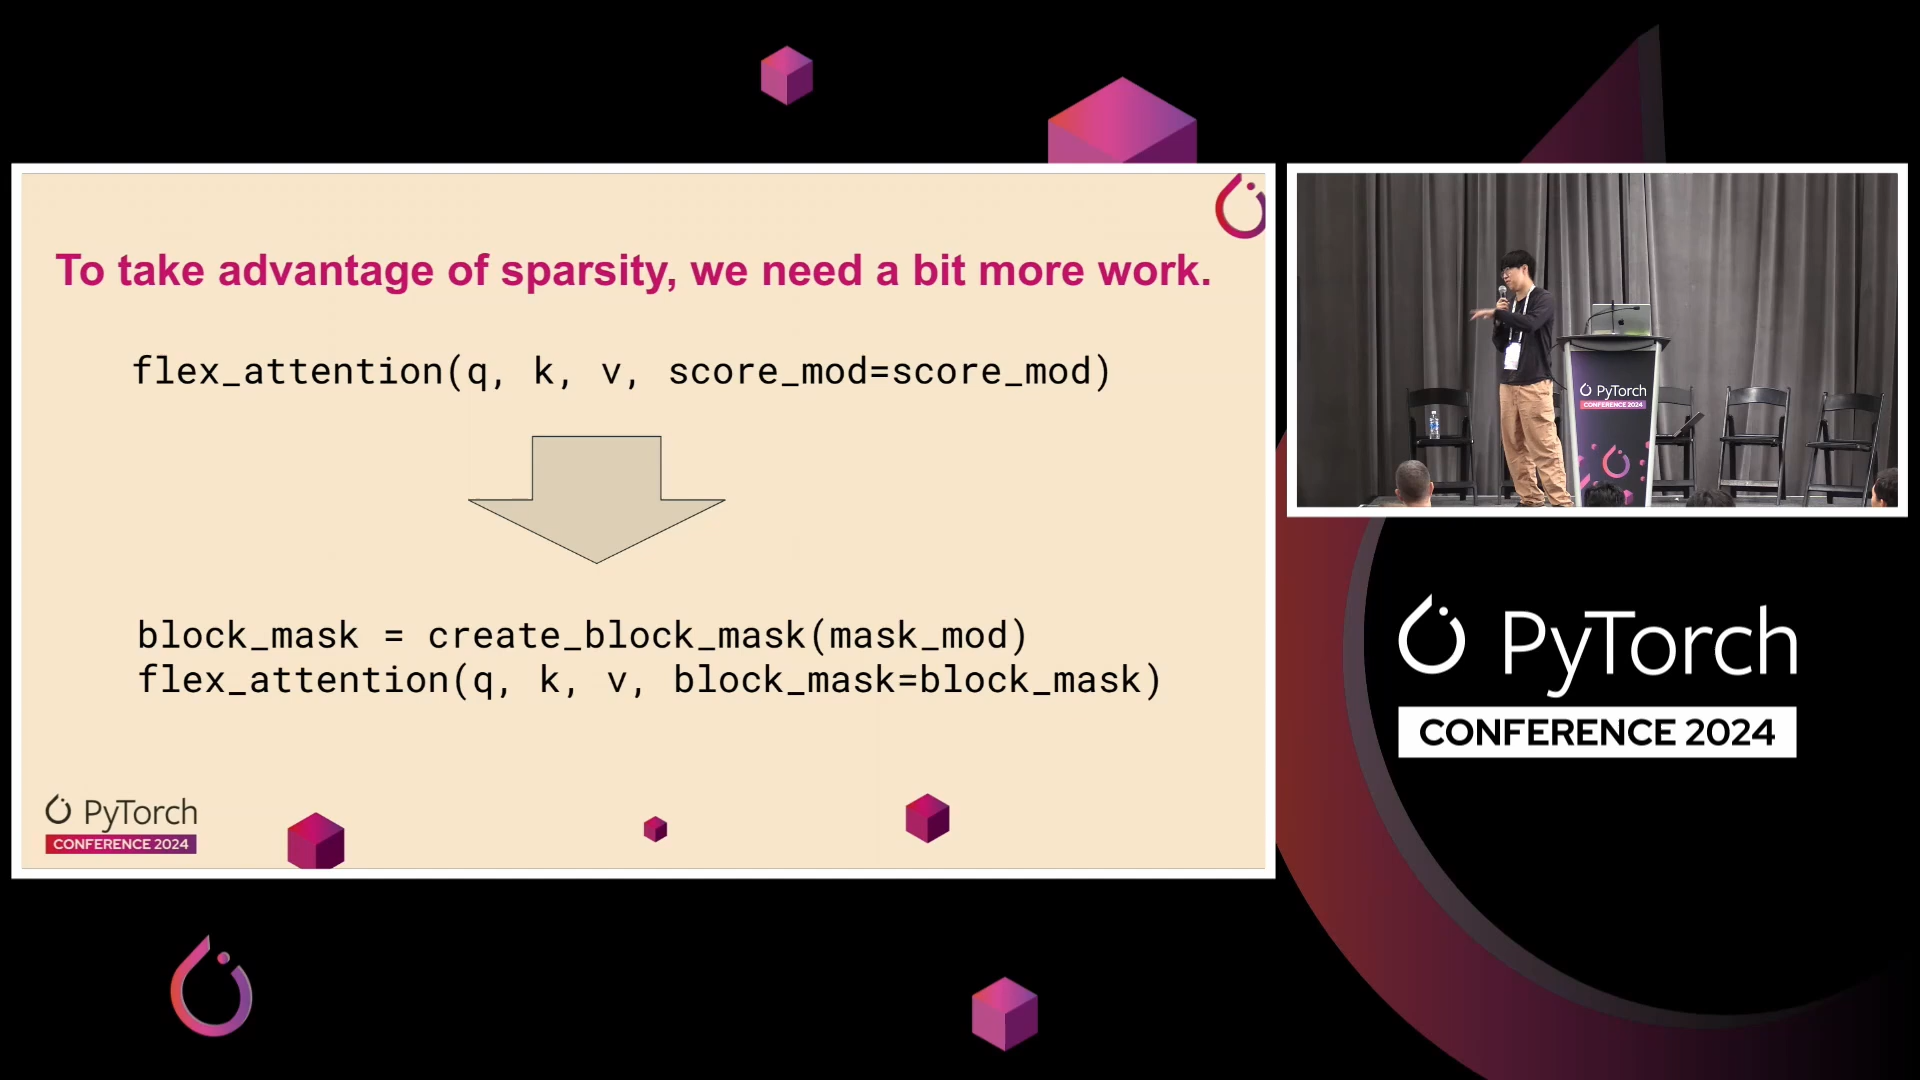 To take advantage of sparsity, we need a bit more work.
flex_attention(q, k, v, score_mod=score_mod)
block_mask = create_block_mask(mask_mod)
flex_attention(q, k, v, block_mask=block_mask)
PyTorch
CONFERENCE 2024
PyTorch
CONFERENCE 2024
PyTorch
CONFERENCE 2024